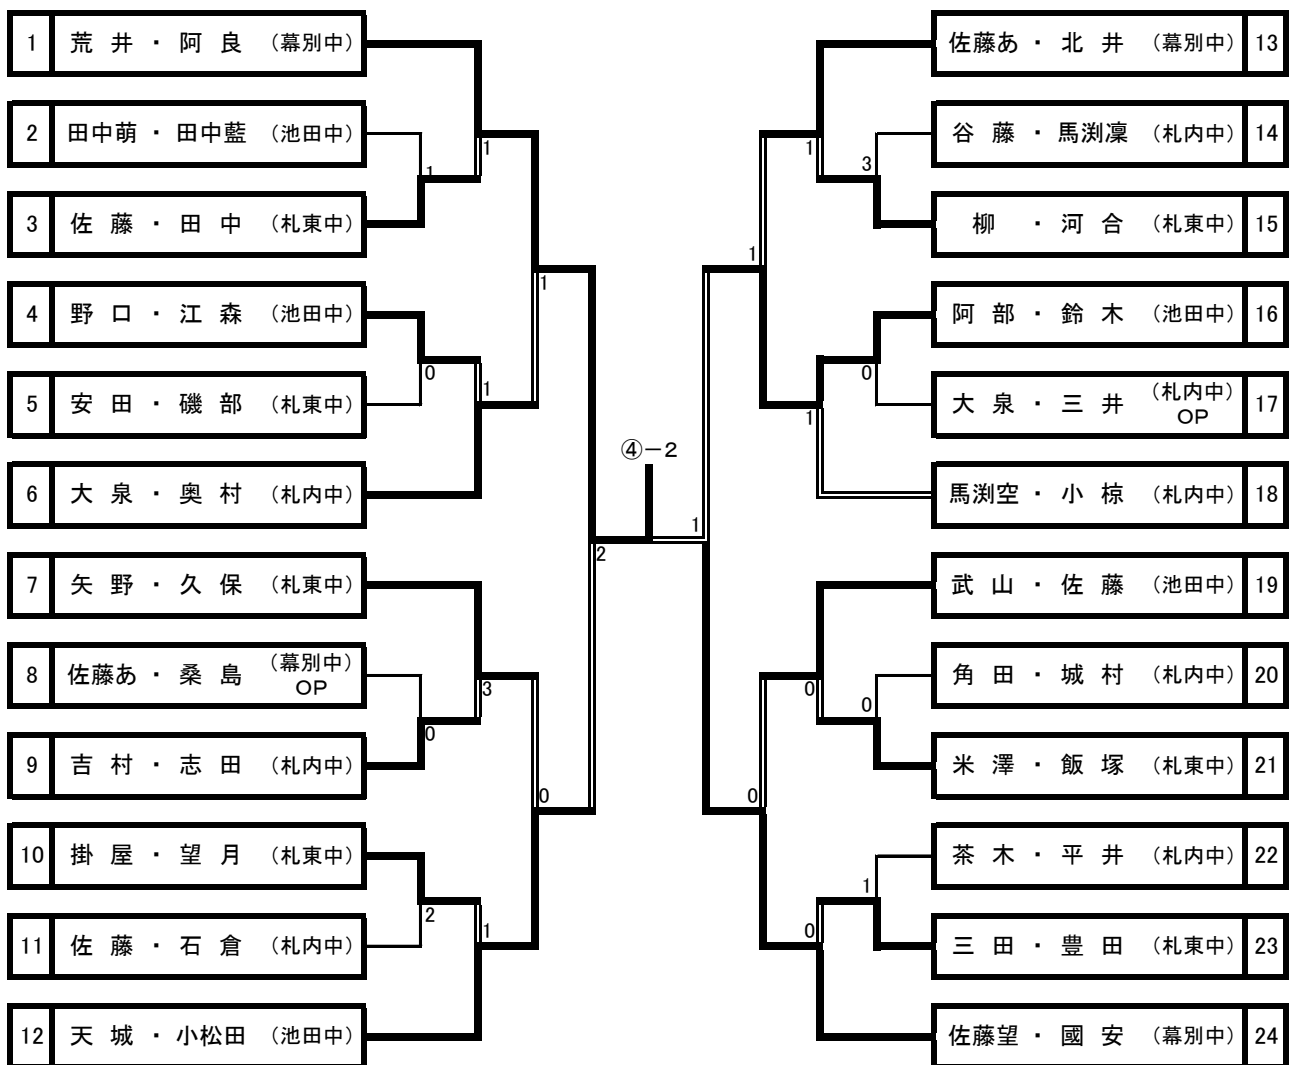 1 荒 井 ・ 阿 良 (幕別中)
2 田中萌 ・ 田中藍 (池田中)
3 佐 藤 ・ 田 中 (札東中)
4 野 口 ・ 江 森 (池田中)
5 安 田 ・ 磯 部 (札東中)
6 大 泉 ・ 奥 村 (札内中)
7 矢 野 ・ 久 保 (札東中)
8 佐藤あ ・ 桑 島 (幕別中)
OP
9 吉 村 ・ 志 田 (札内中)
10 掛 屋 ・ 望 月 (札東中)
11 佐 藤 ・ 石 倉 (札内中)
12 天 城 ・ 小松田 (池田中)
1
1
1
0
1
3
0
0
2
1
2
④－2
1
1
1
3
0
1
0
0
0
1
0
佐藤あ ・ 北 井 (幕別中) 13
谷 藤 ・ 馬渕凜 (札内中) 14
柳 ・ 河 合 (札東中) 15
阿 部 ・ 鈴 木 (池田中) 16
大 泉 ・ 三 井 (札内中) 17
OP
馬渕空 ・ 小 椋 (札内中) 18
武 山 ・ 佐 藤 (池田中) 19
角 田 ・ 城 村 (札内中) 20
米 澤 ・ 飯 塚 (札東中) 21
茶 木 ・ 平 井 (札内中) 22
三 田 ・ 豊 田 (札東中) 23
佐藤望 ・ 國 安 (幕別中) 24